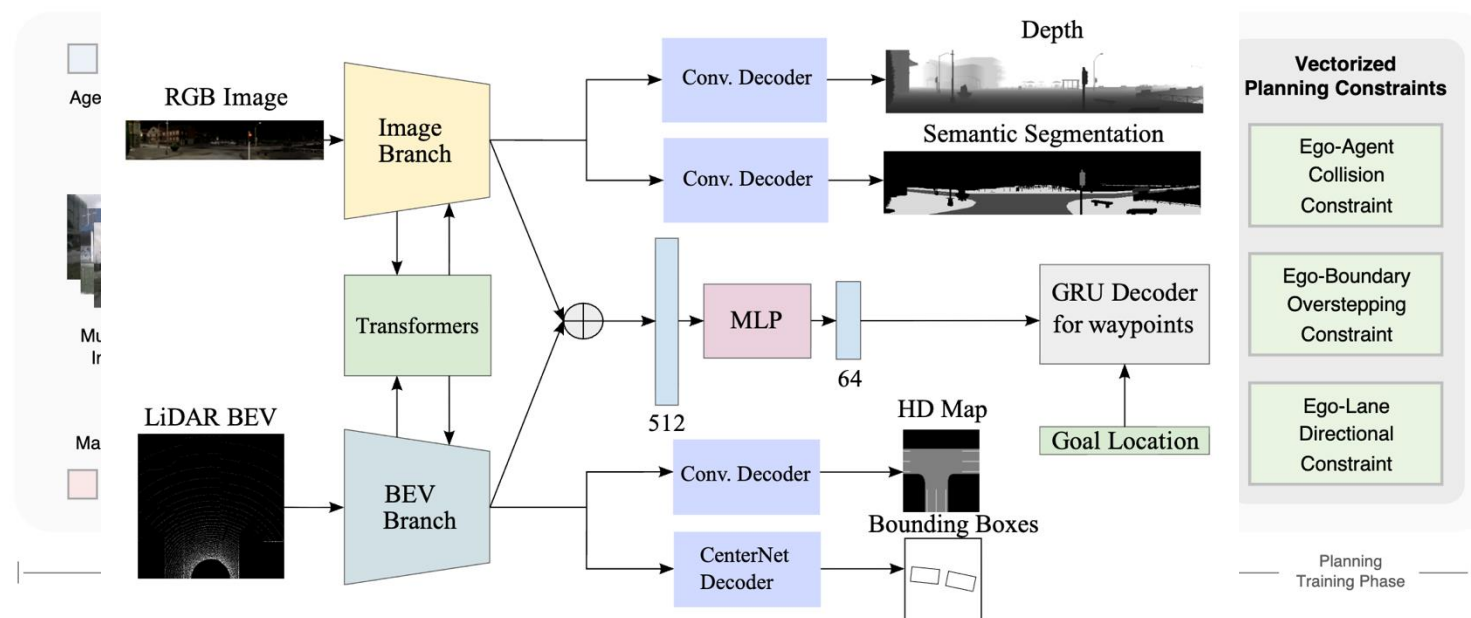 Depth
RGB Image
Image
Branch
Conv. Decoder
Semantic Segmentation
Conv. Decoder
Transformers
MLP
GRU Decoder
for waypoints
512
64
LiDAR BEV
BEV
Branch
HD Map
Goal Location
Conv. Decoder
Bounding Boxes
CenterNet
Decoder
Vectorized
Planning Constraints
Ego-Agent
Collision
Constraint
Ego-Boundary
Overstepping
Constraint
Ego-Lane
Directional
Constraint
Planning
Training Phase